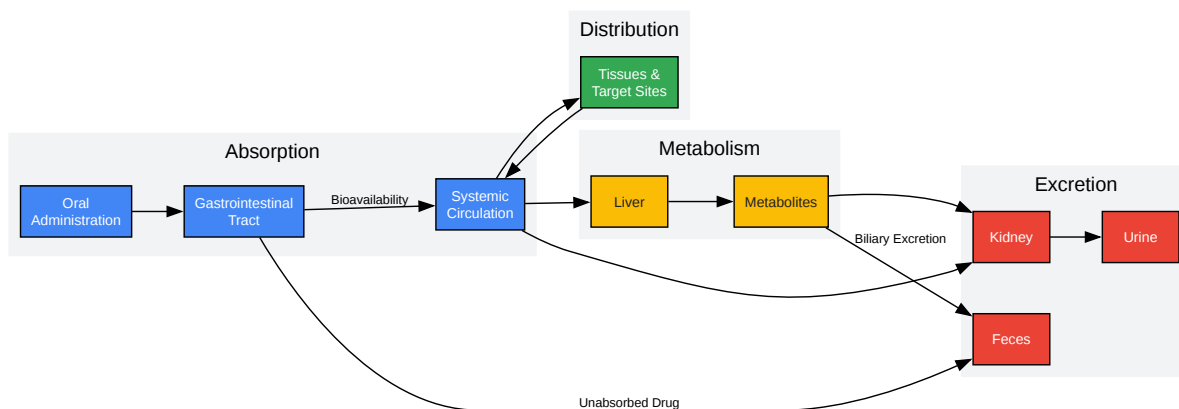 Distribution
Tissues &
Target Sites
Absorption
Oral
Administration
Gastrointestinal
Tract
Bioavailability
Systemic
Circulation
Metabolism
Liver
Metabolites
Biliary Excretion
Excretion
Kidney
Urine
Feces
Unabsorbed Drug